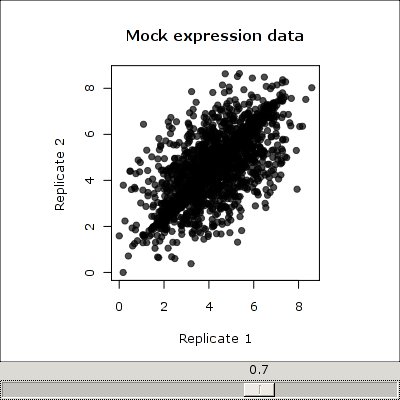 Mock expression data
8
6
4
2
0
Replicate 2
0 2 4 6 8
Replicate 1
0.7